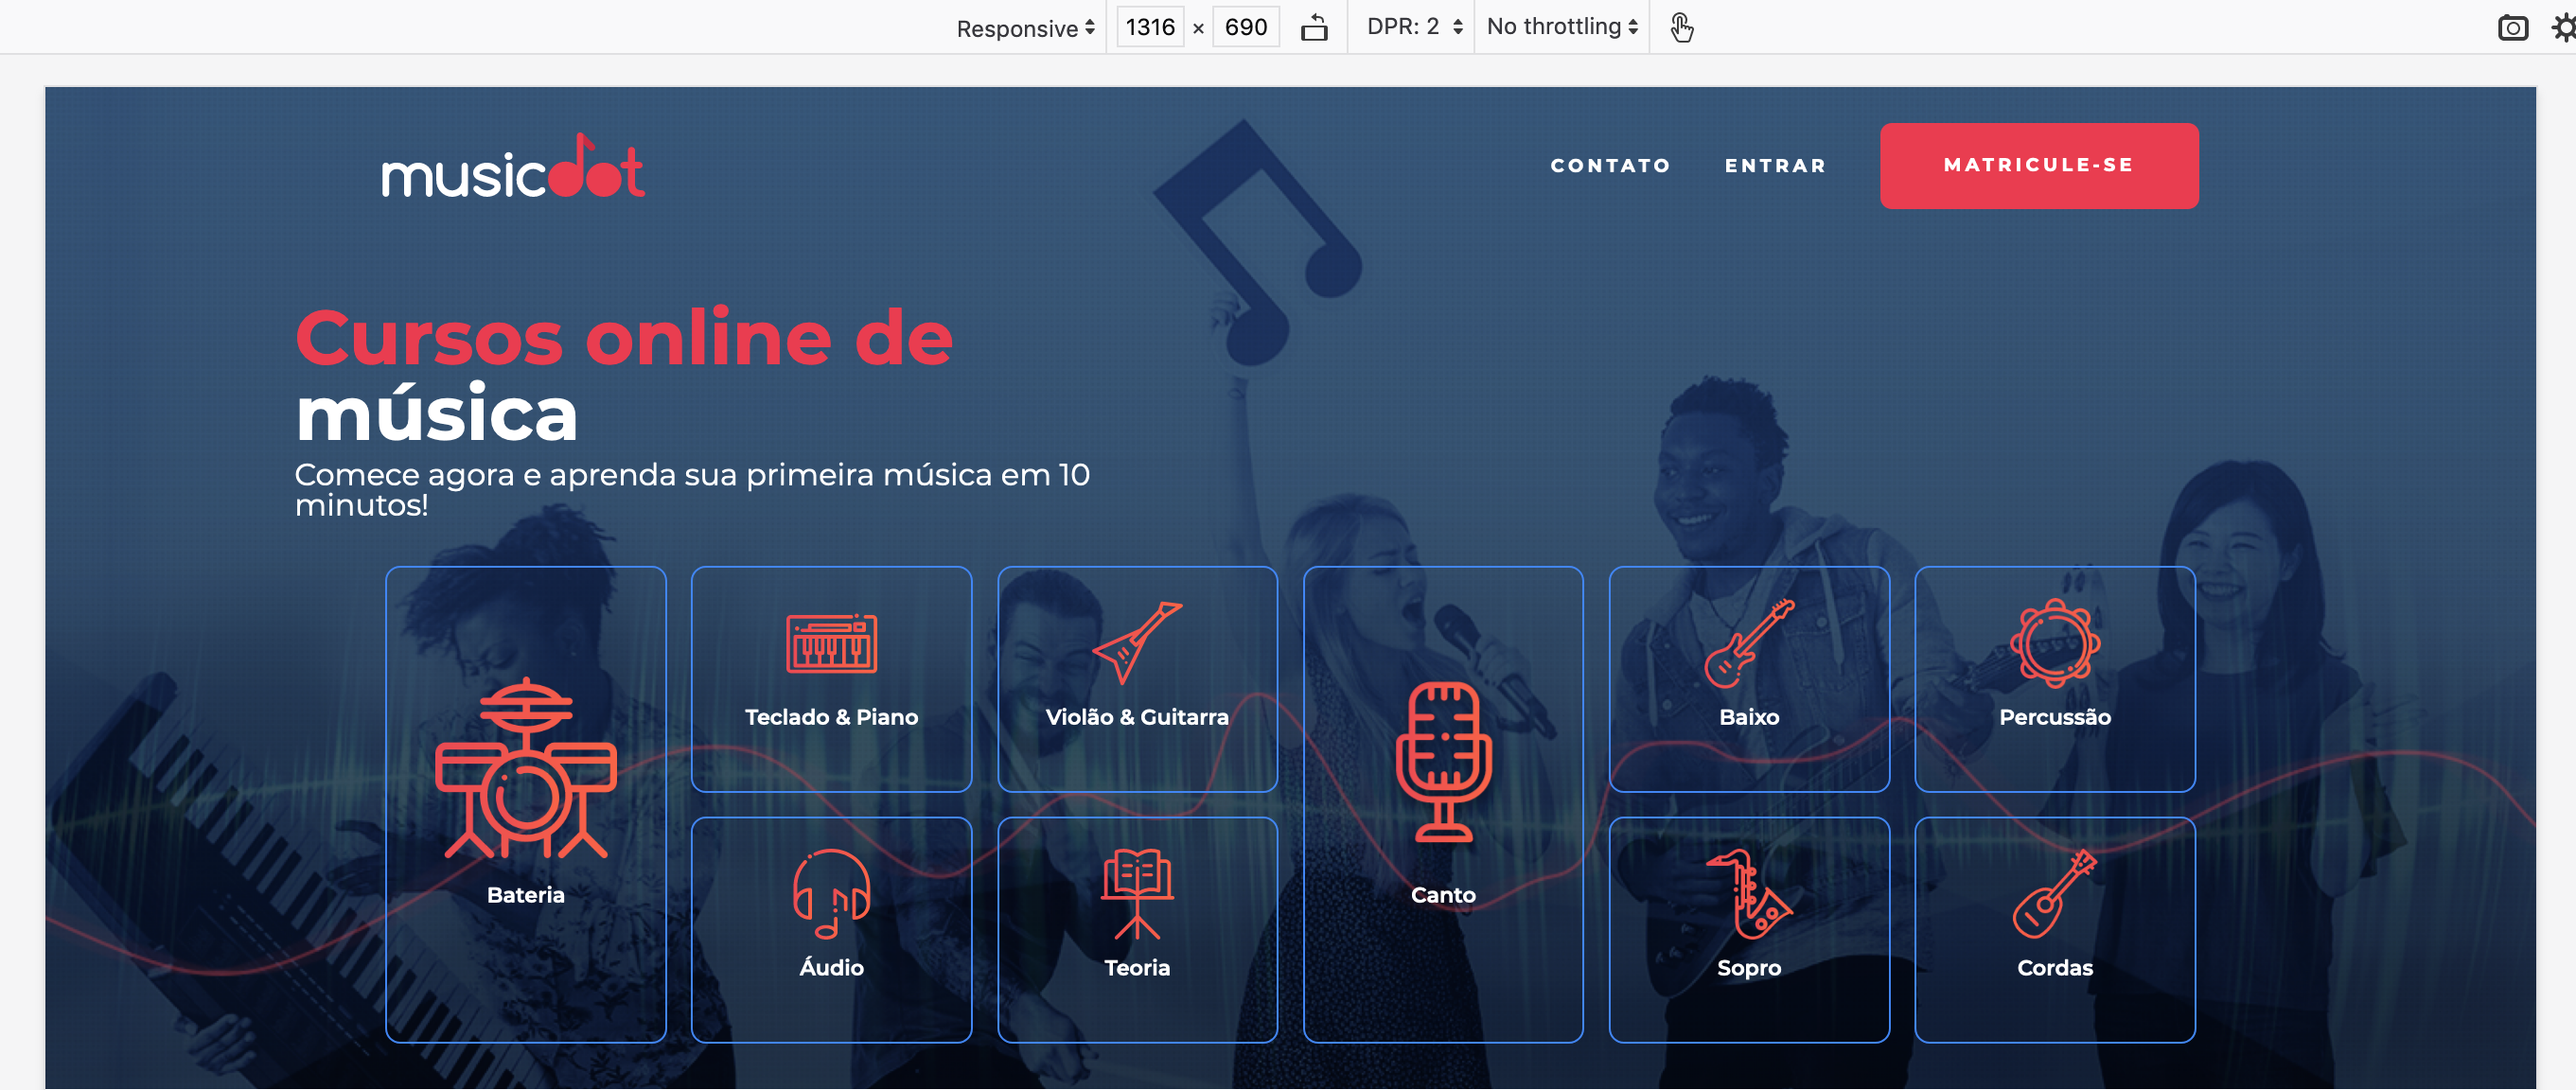 Responsive 1316 × 690 DPR: 2 No throttling
musicdot
CONTATO ENTRAR MATRICULE-SE
Cursos online de
música
Comece agora e aprenda sua primeira música em 10
minutos!
Teclado & Piano Violão & Guitarra Baixo Percussão
Bateria Canto
Áudio Teoria Sopro Cordas